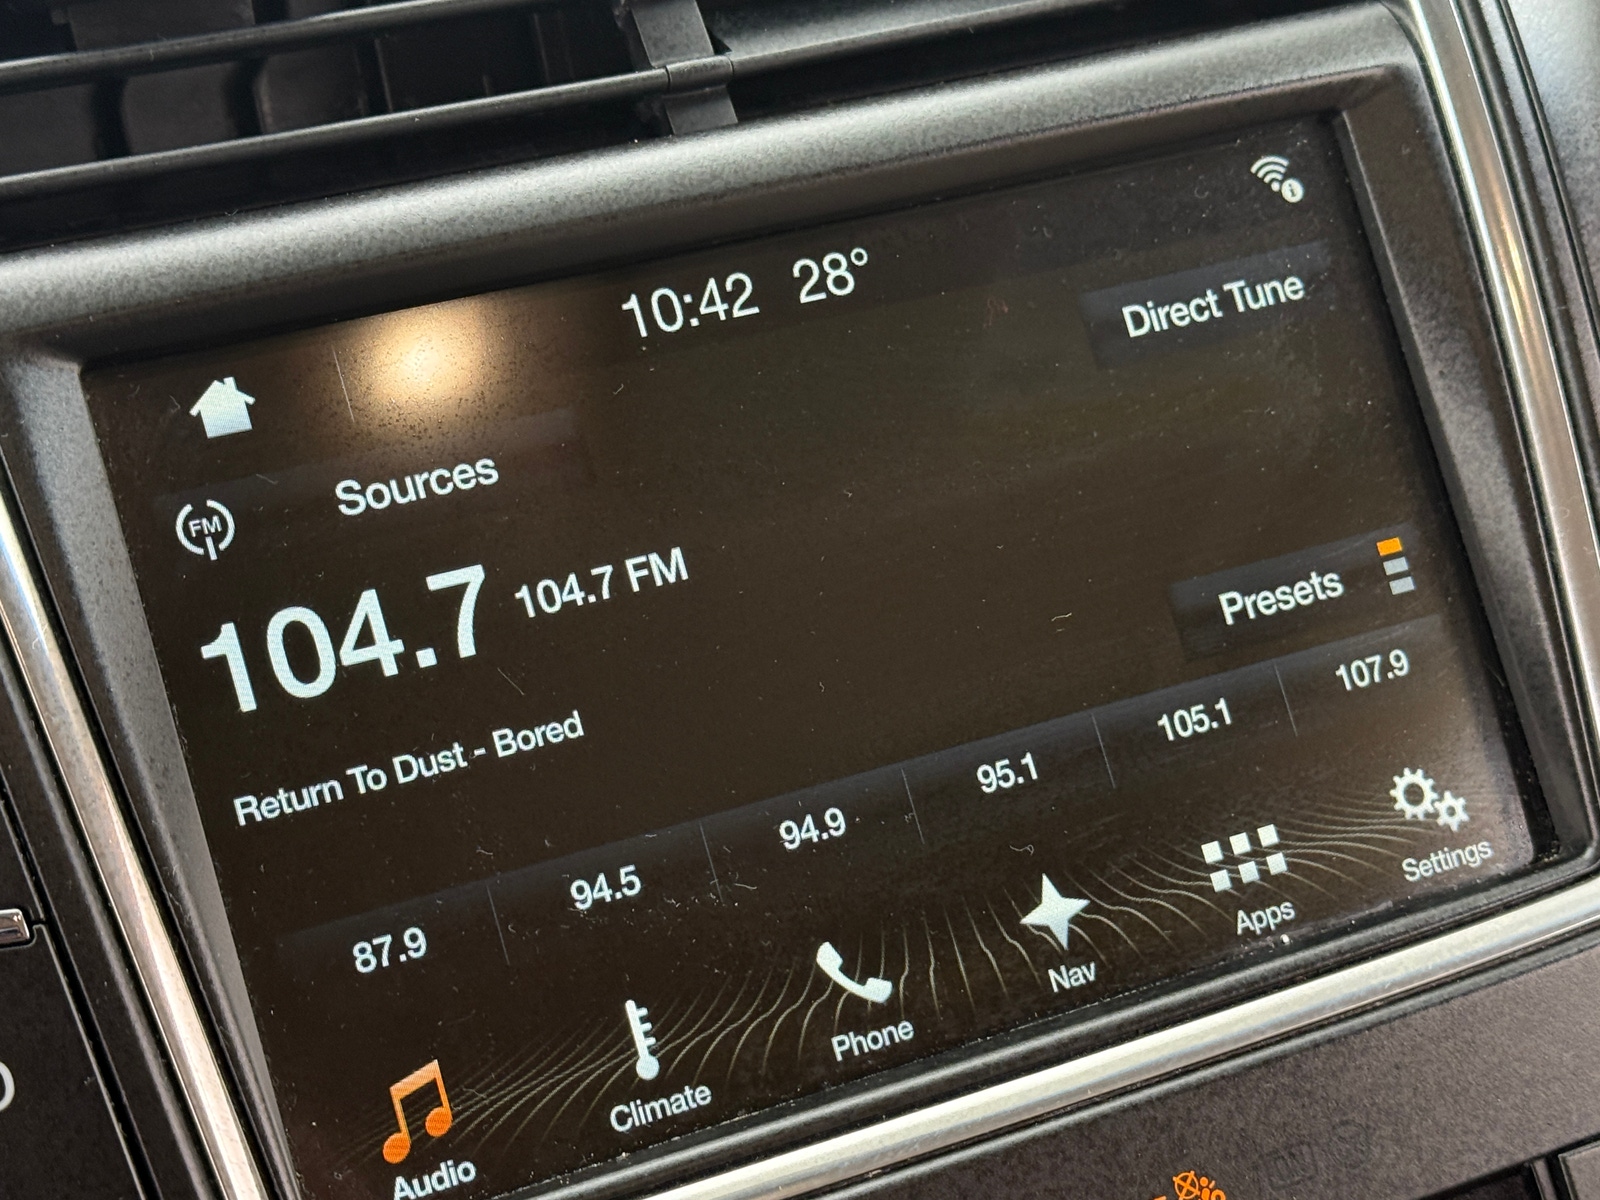 10:42 28°
Direct Tune
Sources
FM
104.7 104.7 FM
Presets
Return To Dust - Bored
87.9 94.5 94.9 95.1 105.1 107.9
Audio Climate Phone Nav Apps Settings